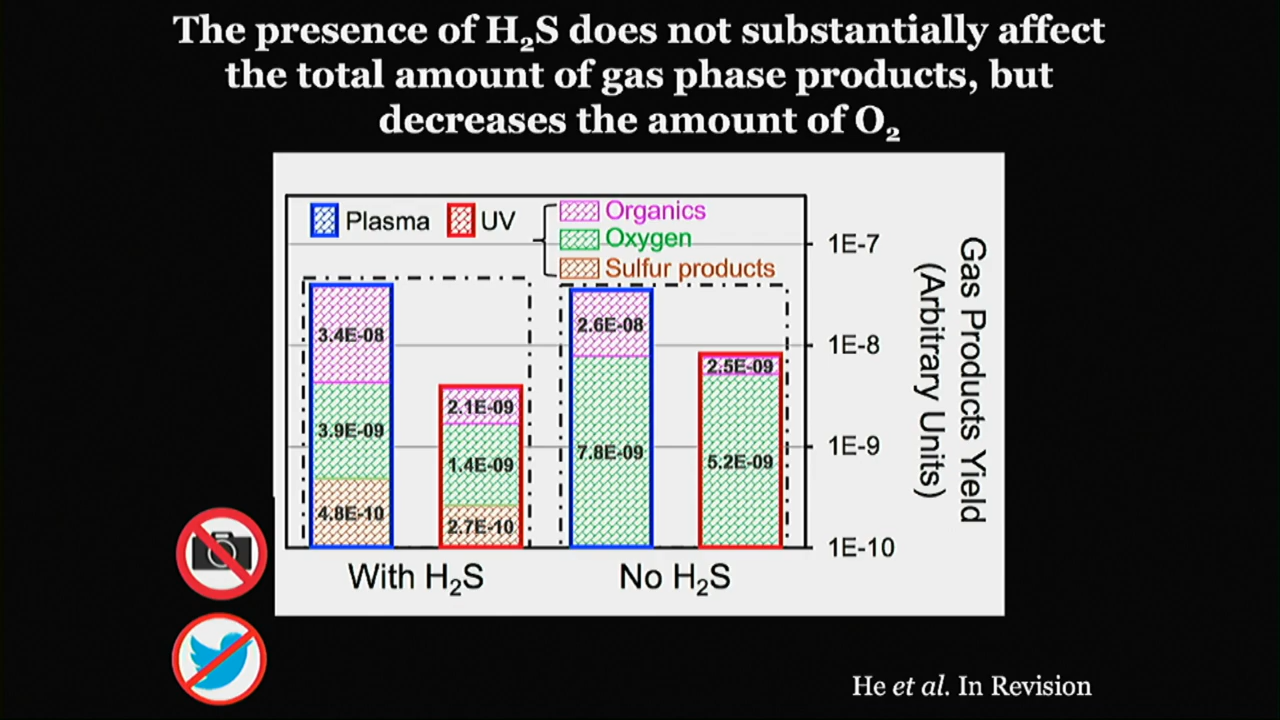 The presence of H₂S does not substantially affect
the total amount of gas phase products, but
decreases the amount of O₂
Plasma
UV
Organics
Oxygen
Sulfur products
3.4E-08
3.9E-09
4.8E-10
2.1E-09
1.4E-09
2.7E-10
2.6E-08
7.8E-09
2.5E-09
5.2E-09
1E-7
1E-8
1E-9
1E-10
Gas Products Yield
(Arbitrary Units)
With H₂S
No H₂S
He et al. In Revision